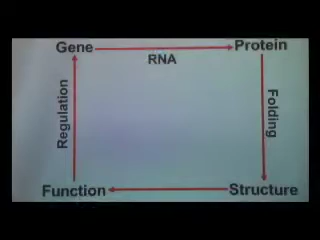 Gene
Protein
RNA
Regulation
Folding
Function
Structure